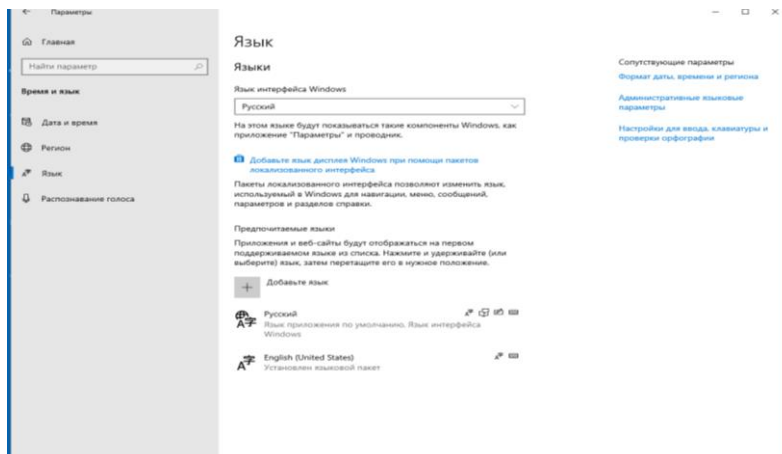 Параметры
Главная
Найти параметр
Время и язык
Дата и время
Регион
Язык
Распознавание голоса
Язык
Языки
Язык интерфейса Windows
Русский
На этом языке будут показываться такие компоненты Windows, как
приложение "Параметры" и проводник.
Добавьте язык дисплея Windows при помощи пакетов
локализованного интерфейса
Пакеты локализованного интерфейса позволяют изменить язык,
используемый в Windows для навигации, меню, сообщений,
параметров и разделов справки.
Предпочитаемые языки
Приложения и веб-сайты будут отображаться на первом
поддерживаемом языке из списка. Нажмите и удерживайте (или
выберите) язык, затем перетащите его в нужное положение.
Добавьте язык
Русский
Язык приложения по умолчанию, Язык интерфейса
Windows
English (United States)
Установлен языковой пакет
Сопутствующие параметры
Формат даты, времени и региона
Административные языковые
параметры
Настройки для ввода, клавиатуры и
проверки орфографии